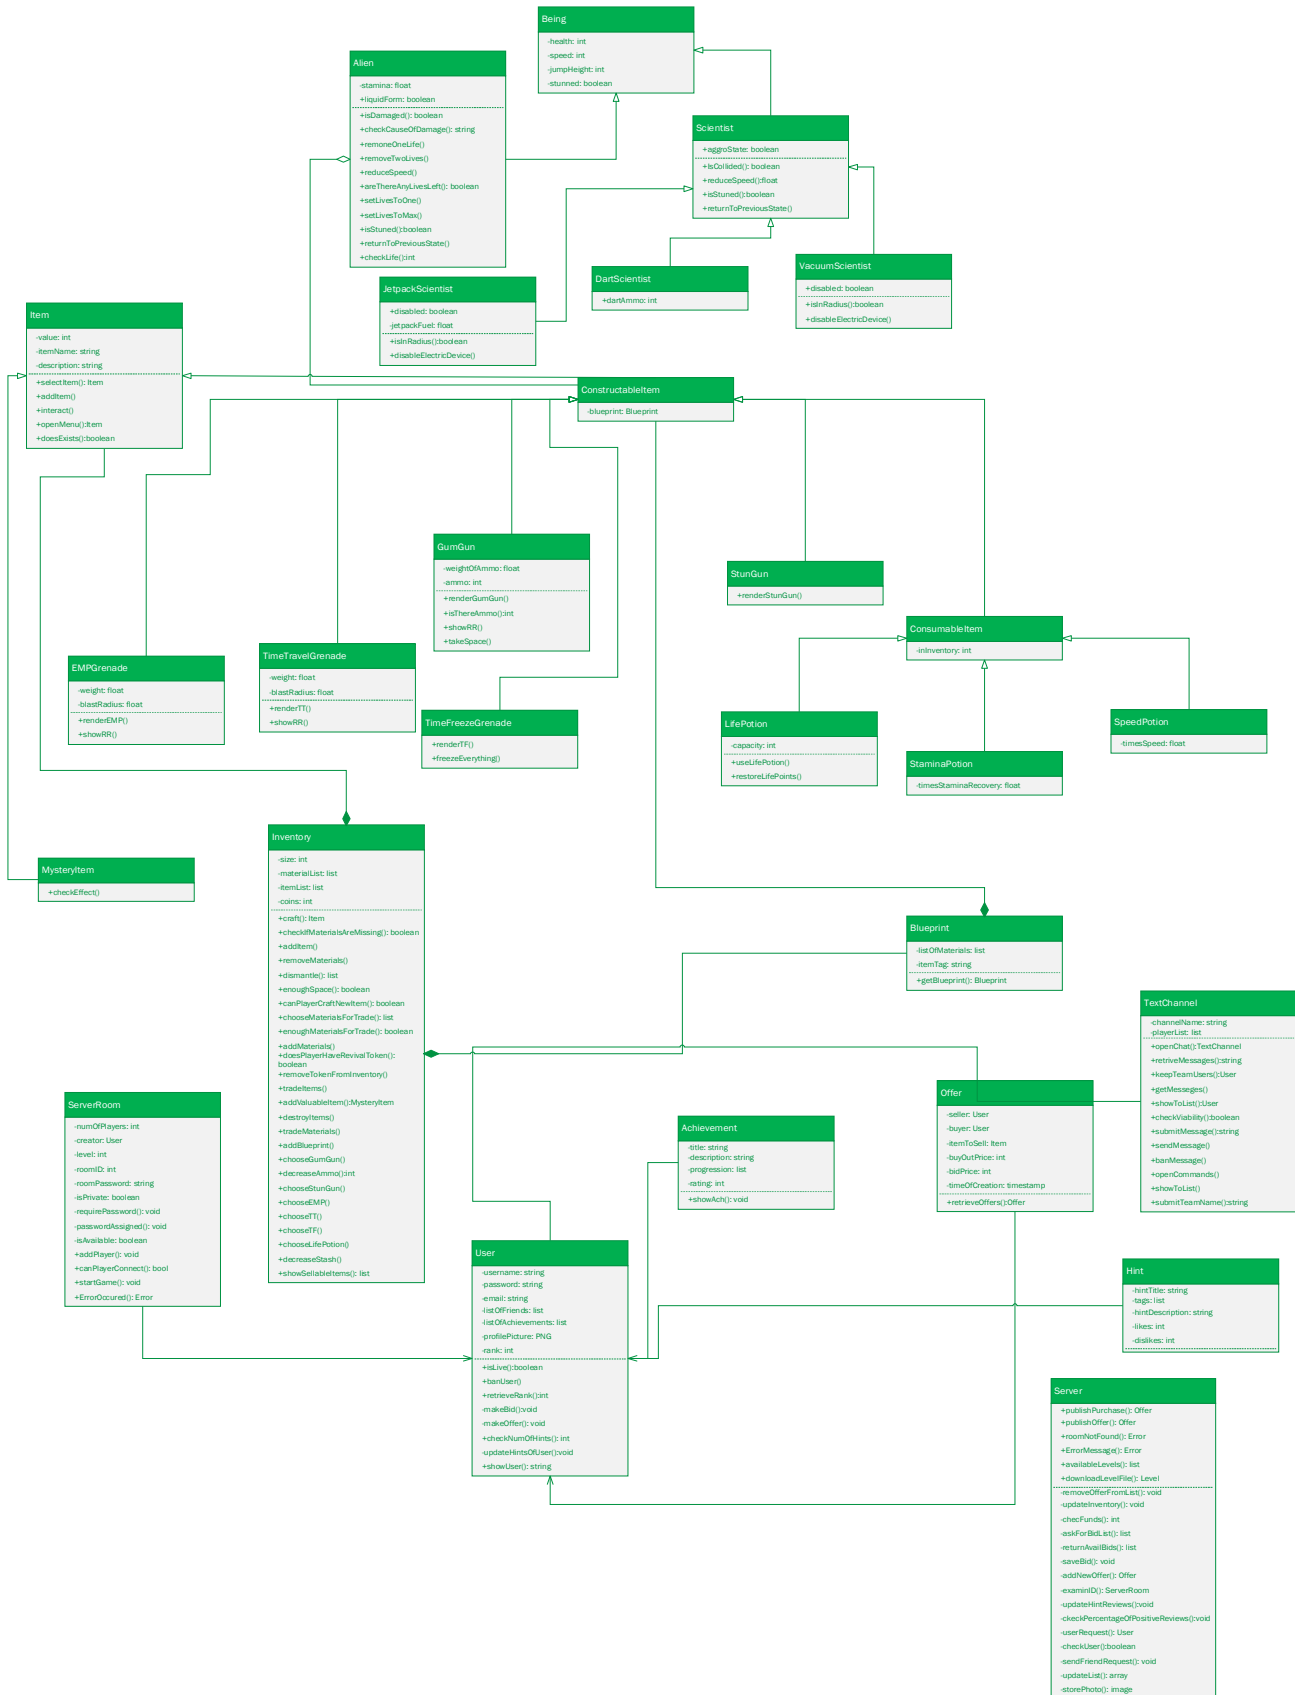 Being
-health: int
-speed: int
-jumpHeight: int
-stunned: boolean
Alien
-stamina: float
+liquidForm: boolean
+isDamaged(): boolean
+checkCauseOfDamage(): string
+remoneOneLife()
+removeTwoLives()
+reduceSpeed()
+areThereAnyLivesLeft(): boolean
+setLivesToOne()
+setLivesToMax()
+isStuned():boolean
+returnToPreviousState()
+checkLife():int
Scientist
+aggroState: boolean
+IsCollided(): boolean
+reduceSpeed():float
+isStuned():boolean
+returnToPreviousState()
DartScientist
+dartAmmo: int
VacuumScientist
+disabled: boolean
+isInRadius():boolean
+disableElectricDevice()
JetpackScientist
+disabled: boolean
-jetpackFuel: float
+isInRadius():boolean
+disableElectricDevice()
Item
-value: int
-itemName: string
-description: string
+selectItem(): Item
+addItem()
+interact()
+openMenu():Item
+doesExists():boolean
ConstructableItem
-blueprint: Blueprint
GumGun
-weightOfAmmo: float
-ammo: int
+renderGumGun()
+isThereAmmo():int
+showRR()
+takeSpace()
StunGun
+renderStunGun()
ConsumableItem
-inInventory: int
EMPGrenade
-weight: float
-blastRadius: float
+renderEMP()
+showRR()
TimeTravelGrenade
-weight: float
-blastRadius: float
+renderTT()
+showRR()
TimeFreezeGrenade
+renderTF()
+freezeEverything()
LifePotion
-capacity: int
+useLifePotion()
+restoreLifePoints()
StaminaPotion
-timesStaminaRecovery: float
SpeedPotion
-timesSpeed: float
MysteryItem
+checkEffect()
Inventory
-size: int
-materialList: list
-itemList: list
-coins: int
+craft(): Item
+checkIfMaterialsAreMissing(): boolean
+addItem()
+removeMaterials()
+dismantle(): list
+enoughSpace(): boolean
+canPlayerCraftNewItem(): boolean
+chooseMaterialsForTrade(): list
+enoughMaterialsForTrade(): boolean
+addMaterials()
+doesPlayerHaveRevivalToken():
boolean
+removeTokenFromInventory()
+tradeItems()
+addValuableItem():MysteryItem
+destroyItems()
+tradeMaterials()
+addBlueprint()
+chooseGumGun()
+decreaseAmmo():int
+chooseStunGun()
+chooseEMP()
+chooseTT()
+chooseTF()
+chooseLifePotion()
+decreaseStash()
+showSellableItems(): list
Blueprint
-listOfMaterials: list
-itemTag: string
+getBlueprint(): Blueprint
TextChannel
-channelName: string
-playerList: list
+openChat():TextChannel
+retriveMessages():string
+keepTeamUsers():User
+getMesseges()
+showToList():User
+checkViability():boolean
+submitMessage():string
+sendMessage()
+banMessage()
+openCommands()
+showToList()
+submitTeamName():string
Offer
-seller: User
-buyer: User
-itemToSell: Item
-buyOutPrice: int
-bidPrice: int
-timeOfCreation: timestamp
+retrieveOffers():Offer
ServerRoom
-numOfPlayers: int
-creator: User
-level: int
-roomID: int
-roomPassword: string
-isPrivate: boolean
-requirePassword(): void
-passwordAssigned(): void
-isAvailable: boolean
+addPlayer(): void
+canPlayerConnect(): bool
+startGame(): void
+ErrorOccured(): Error
Achievement
-title: string
-description: string
-progression: list
-rating: int
+showAch(): void
User
-username: string
-password: string
-email: string
-listOfFriends: list
-listOfAchievements: list
-profilePicture: PNG
-rank: int
+isLive():boolean
+banUser()
+retrieveRank():int
-makeBid():void
-makeOffer(): void
+checkNumOfHints(): int
-updateHintsOfUser():void
+showUser(): string
Hint
-hintTitle: string
-tags: list
-hintDescription: string
-likes: int
-dislikes: int
Server
+publishPurchase(): Offer
+publishOffer(): Offer
+roomNotFound(): Error
+ErrorMessage(): Error
+availableLevels(): list
+downloadLevelFile(): Level
-removeOfferFromList(): void
-updateInventory(): void
-checFunds(): int
-askForBidList(): list
-returnAvailBids(): list
-saveBid(): void
-addNewOffer(): Offer
-examinID(): ServerRoom
-updateHintReviews():void
-ckeckPercentageOfPositiveReviews():void
-userRequest(): User
-checkUser():boolean
-sendFriendRequest(): void
-updateList(): array
-storePhoto(): image